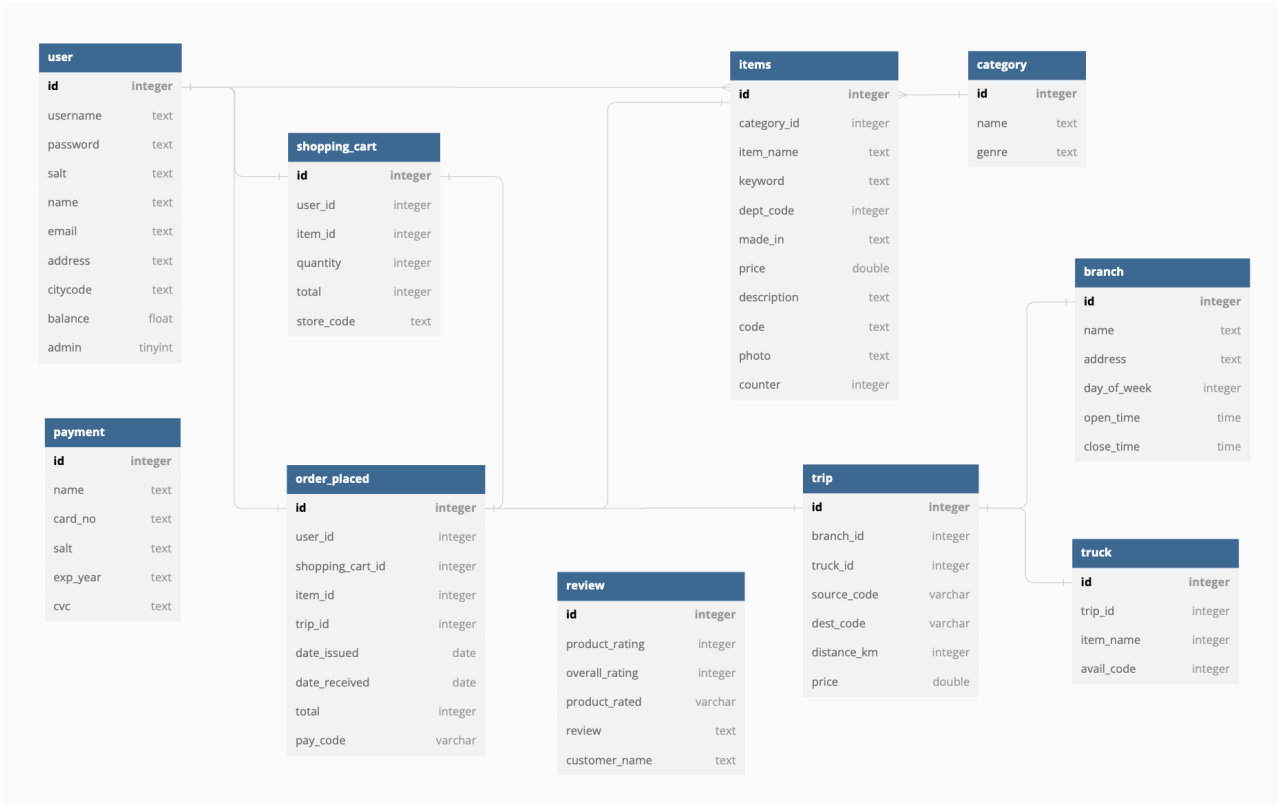 user
id integer
username text
password text
salt text
name text
email text
address text
citycode text
balance float
admin tinyint
shopping_cart
id integer
user_id integer
item_id integer
quantity integer
total integer
store_code text
items
id integer
category_id integer
item_name text
keyword text
dept_code integer
made_in text
price double
description text
code text
photo text
counter integer
category
id integer
name text
genre text
branch
id integer
name text
address text
day_of_week integer
open_time time
close_time time
payment
id integer
name text
card_no text
salt text
exp_year text
cvc text
order_placed
id integer
user_id integer
shopping_cart_id integer
item_id integer
trip_id integer
date_issued date
date_received date
total integer
pay_code varchar
review
id integer
product_rating integer
overall_rating integer
product_rated varchar
review text
customer_name text
trip
id integer
branch_id integer
truck_id integer
source_code varchar
dest_code varchar
distance_km integer
price double
truck
id integer
trip_id integer
item_name integer
avail_code integer